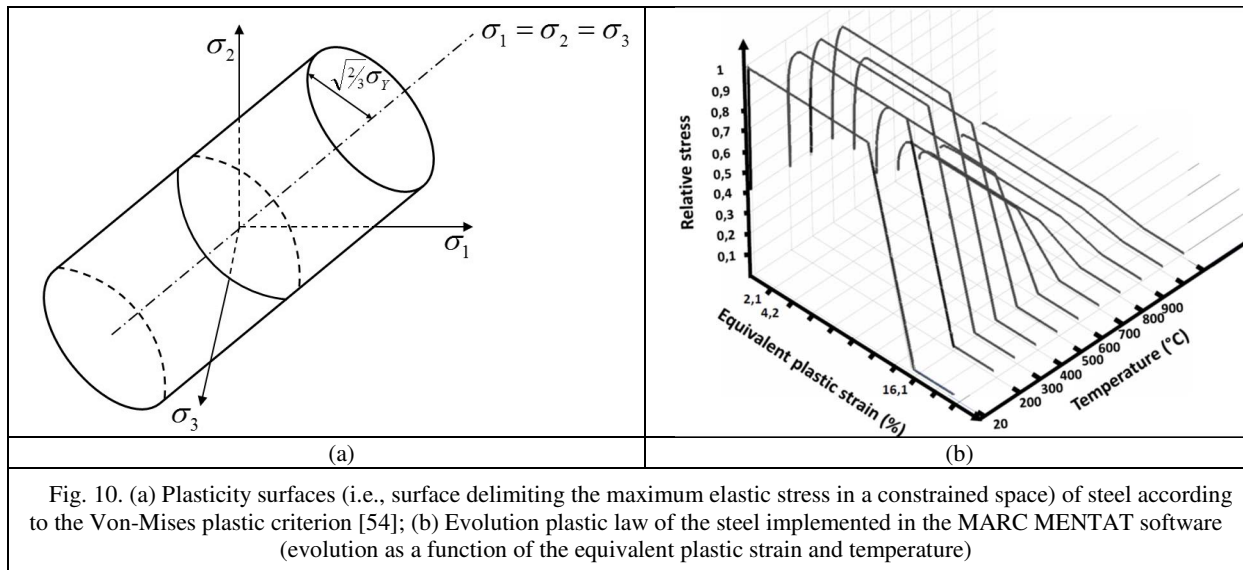 σ₂
σ₁ = σ₂ = σ₃
√⅔σ_Y
σ₁
σ₃
(a)
Relative stress
1
0,9
0,8
0,7
0,6
0,5
0,4
0,3
0,2
0,1
2,1
4,2
16,1
Equivalent plastic strain (%)
20
200
300
400
500
600
700
800
900
Temperature (°C)
(b)
Fig. 10. (a) Plasticity surfaces (i.e., surface delimiting the maximum elastic stress in a constrained space) of steel according
to the Von-Mises plastic criterion [54]; (b) Evolution plastic law of the steel implemented in the MARC MENTAT software
(evolution as a function of the equivalent plastic strain and temperature)